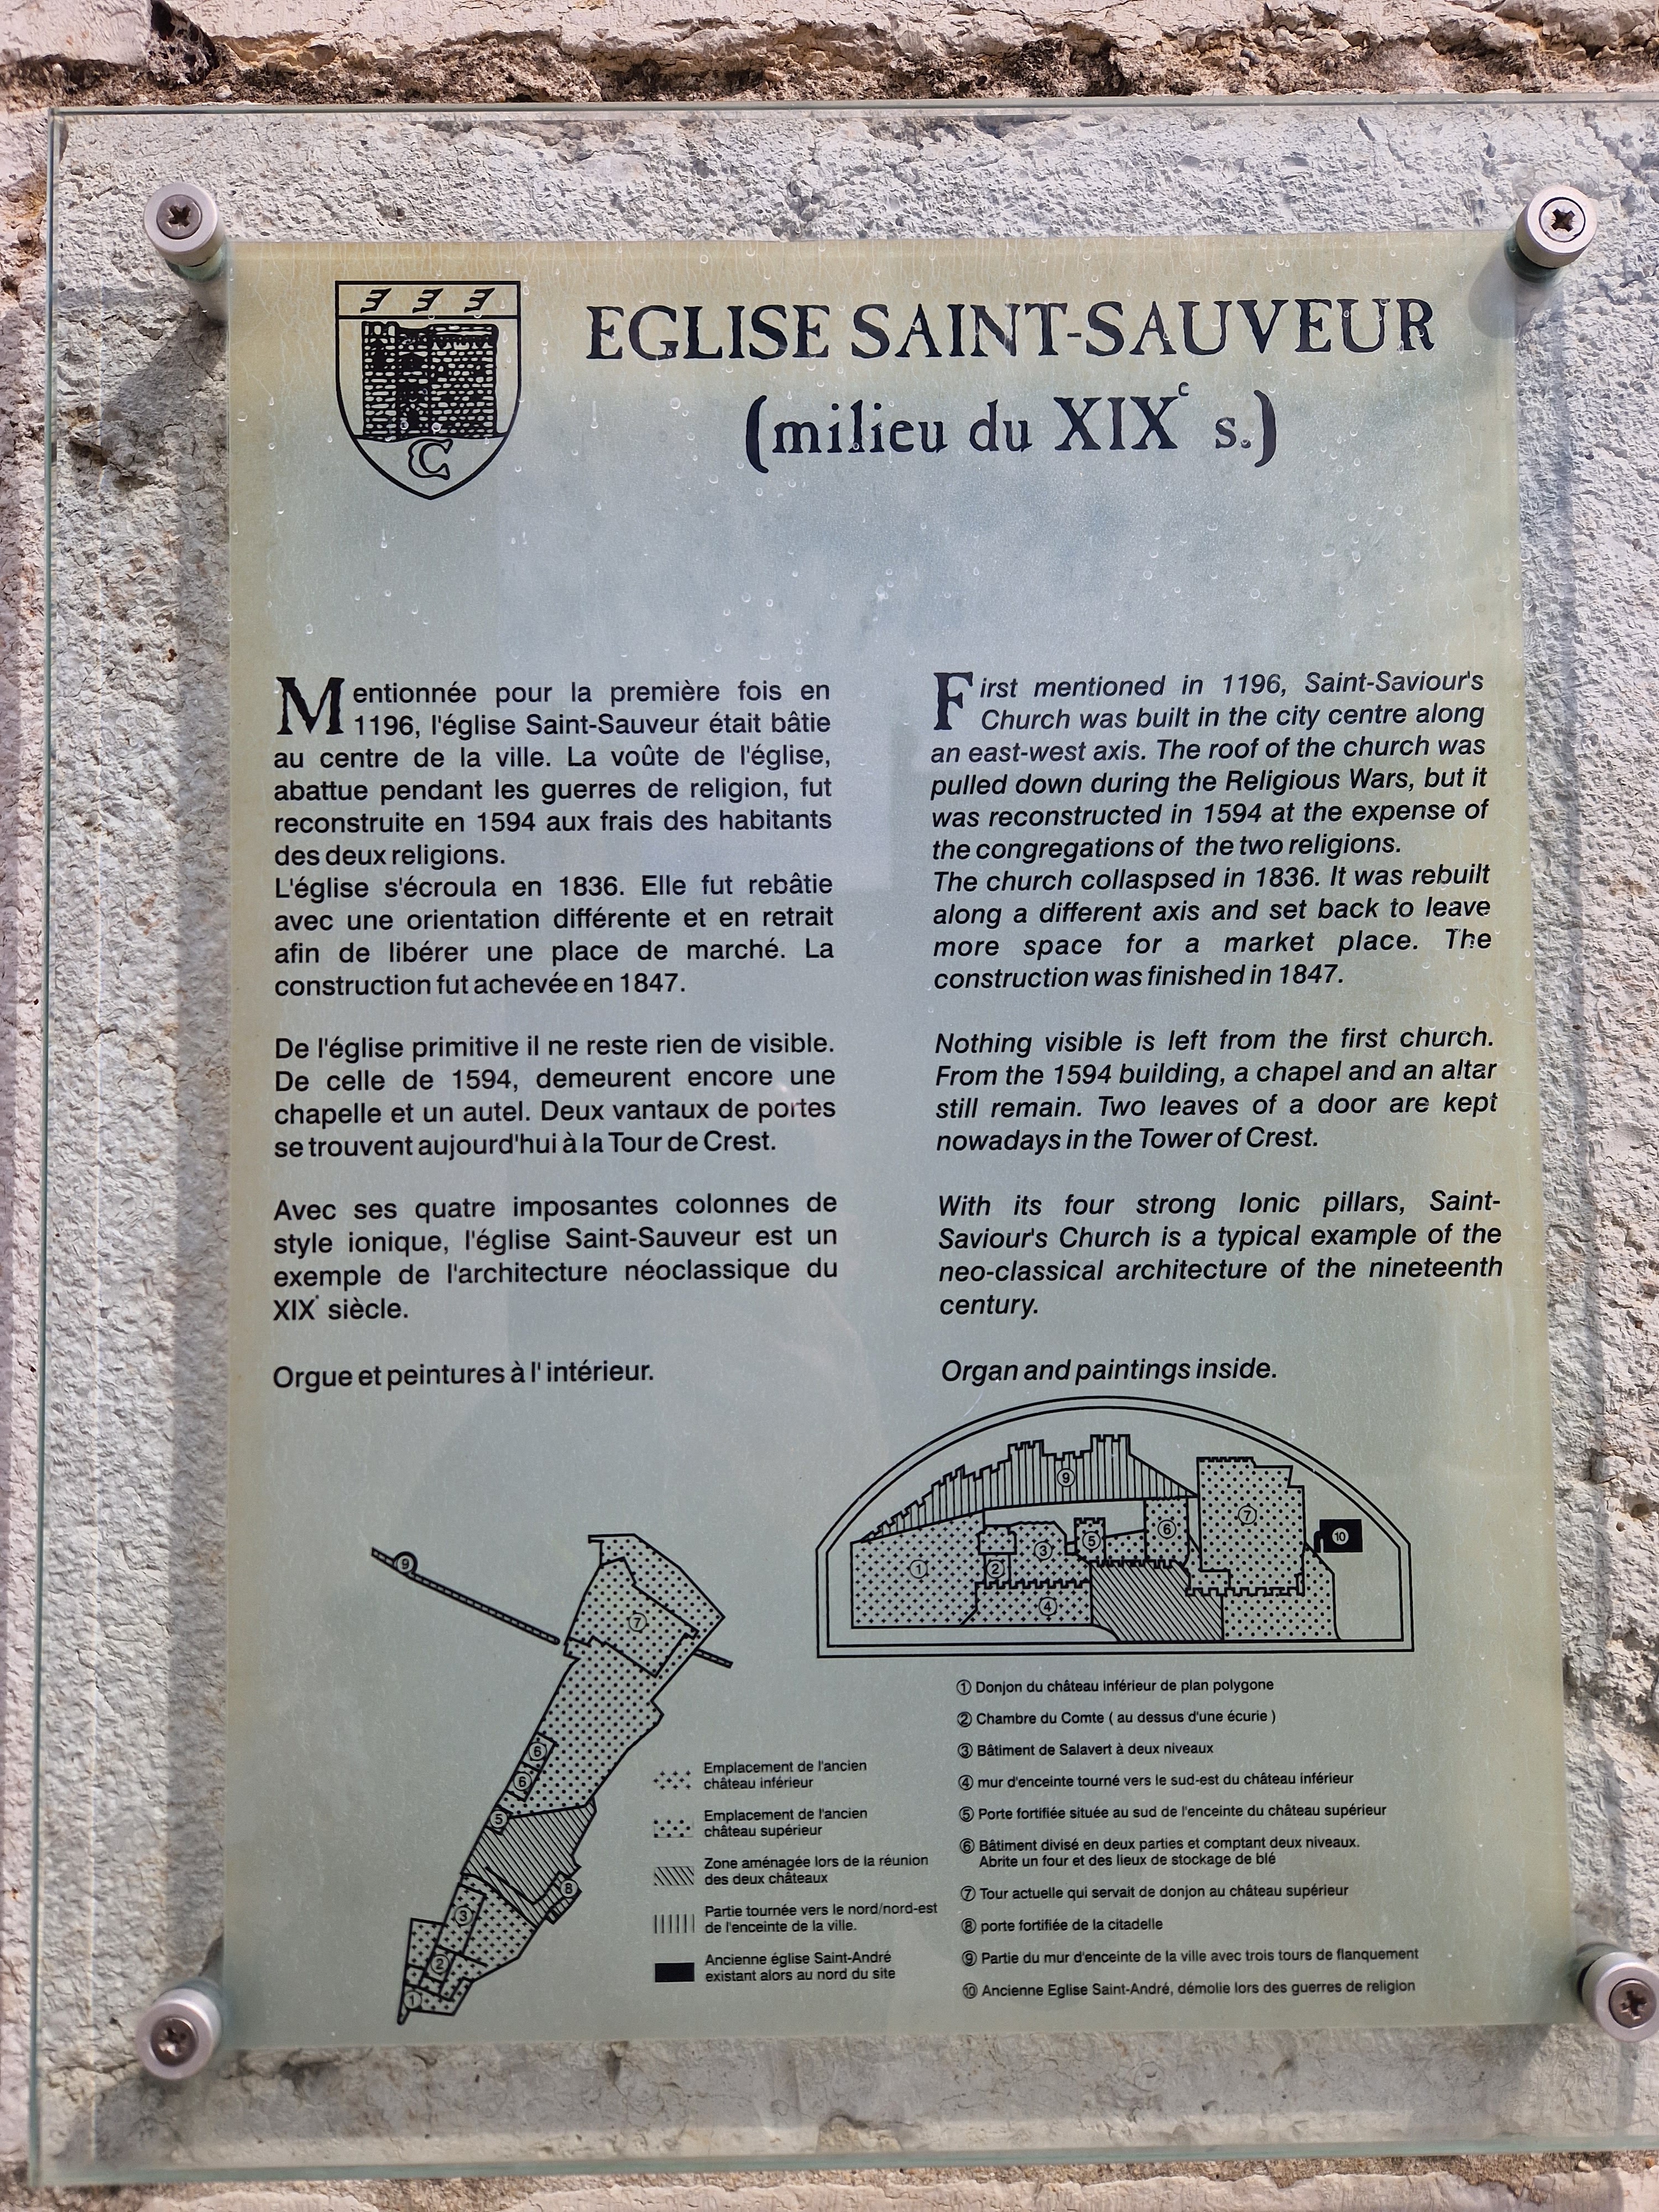 EGLISE SAINT-SAUVEUR
(milieu du XIXe s.)
C
Mentionnée pour la première fois en
1196, l'église Saint-Sauveur était bâtie
au centre de la ville. La voûte de l'église,
abattue pendant les guerres de religion, fut
reconstruite en 1594 aux frais des habitants
des deux religions.
L'église s'écroula en 1836. Elle fut rebâtie
avec une orientation différente et en retrait
afin de libérer une place de marché. La
construction fut achevée en 1847.
De l'église primitive il ne reste rien de visible.
De celle de 1594, demeurent encore une
chapelle et un autel. Deux vantaux de portes
se trouvent aujourd'hui à la Tour de Crest.
Avec ses quatre imposantes colonnes de
style ionique, l'église Saint-Sauveur est un
exemple de l'architecture néoclassique du
XIXe siècle.
Orgue et peintures à l' intérieur.
First mentioned in 1196, Saint-Saviour's
Church was built in the city centre along
an east-west axis. The roof of the church was
pulled down during the Religious Wars, but it
was reconstructed in 1594 at the expense of
the congregations of the two religions.
The church collaspsed in 1836. It was rebuilt
along a different axis and set back to leave
more space for a market place. The
construction was finished in 1847.
Nothing visible is left from the first church.
From the 1594 building, a chapel and an altar
still remain. Two leaves of a door are kept
nowadays in the Tower of Crest.
With its four strong Ionic pillars, Saint-
Saviour's Church is a typical example of the
neo-classical architecture of the nineteenth
century.
Organ and paintings inside.
9
7
6
6
5
8
3
2
1
9
7
10
6
5
3
2
1
4
Emplacement de l'ancien
château inférieur
Emplacement de l'ancien
château supérieur
Zone aménagée lors de la réunion
des deux châteaux
Partie tournée vers le nord/nord-est
de l'enceinte de la ville.
Ancienne église Saint-André
existant alors au nord du site
① Donjon du château inférieur de plan polygone
② Chambre du Comte ( au dessus d'une écurie )
③ Bâtiment de Salavert à deux niveaux
④ mur d'enceinte tourné vers le sud-est du château inférieur
⑤ Porte fortifiée située au sud de l'enceinte du château supérieur
⑥ Bâtiment divisé en deux parties et comptant deux niveaux.
Abrite un four et des lieux de stockage de blé
⑦ Tour actuelle qui servait de donjon au château supérieur
⑧ porte fortifiée de la citadelle
⑨ Partie du mur d'enceinte de la ville avec trois tours de flanquement
⑩ Ancienne Eglise Saint-André, démolie lors des guerres de religion